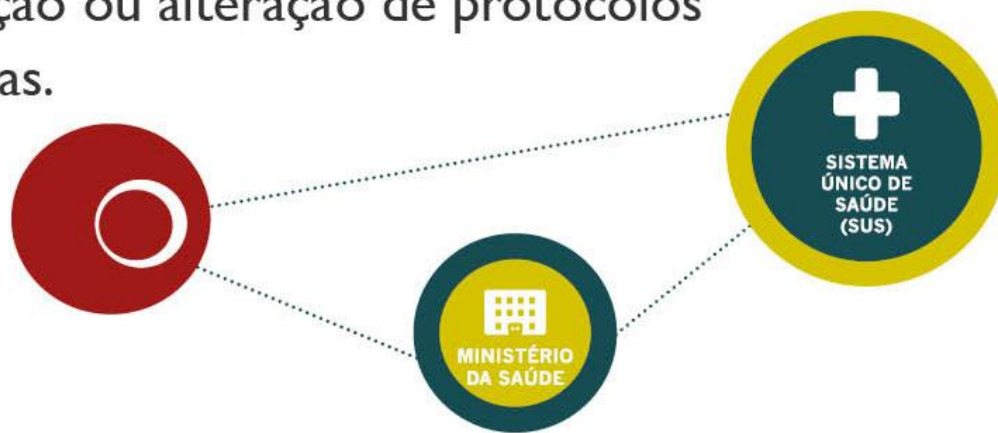 ção ou alteração de protocolos
as.
SISTEMA
ÚNICO DE
SAÚDE
(SUS)
MINISTÉRIO
DA SAÚDE